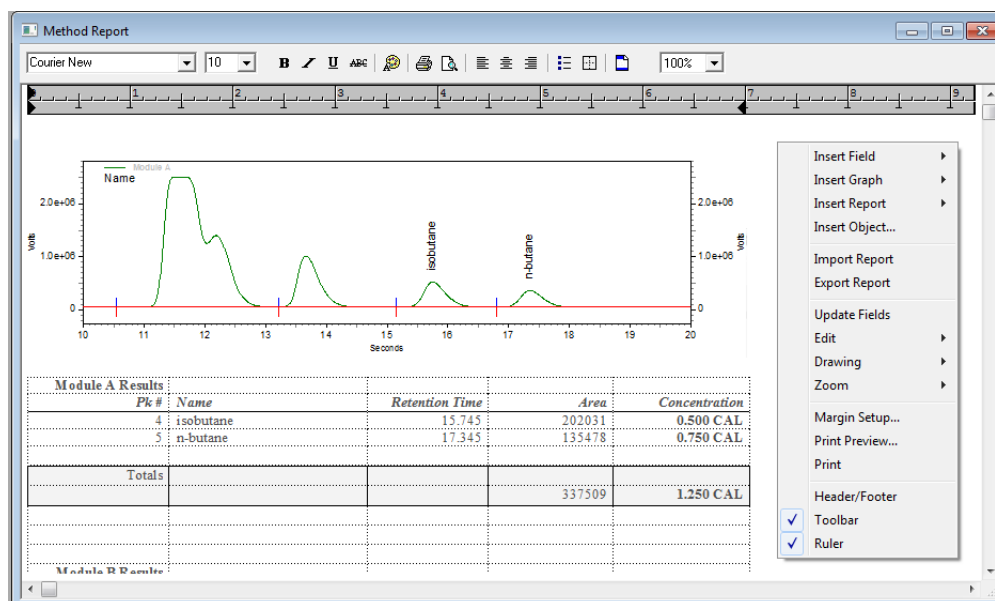 Method Report
Courier New 10 B I U ABC 100%
1 2 3 4 5 6 7 8 9
Module A
Name
2.0e+06
1.0e+06
0
Volts
isobutane
n-butane
2.0e+06
1.0e+06
0
Volts
10 11 12 13 14 15 16 17 18 19 20
Seconds
Module A Results
Pk # Name Retention Time Area Concentration
4 isobutane 15.745 202031 0.500 CAL
5 n-butane 17.345 135478 0.750 CAL
Totals
337509 1.250 CAL
Module B Results
Insert Field
Insert Graph
Insert Report
Insert Object...
Import Report
Export Report
Update Fields
Edit
Drawing
Zoom
Margin Setup...
Print Preview...
Print
Header/Footer
Toolbar
Ruler